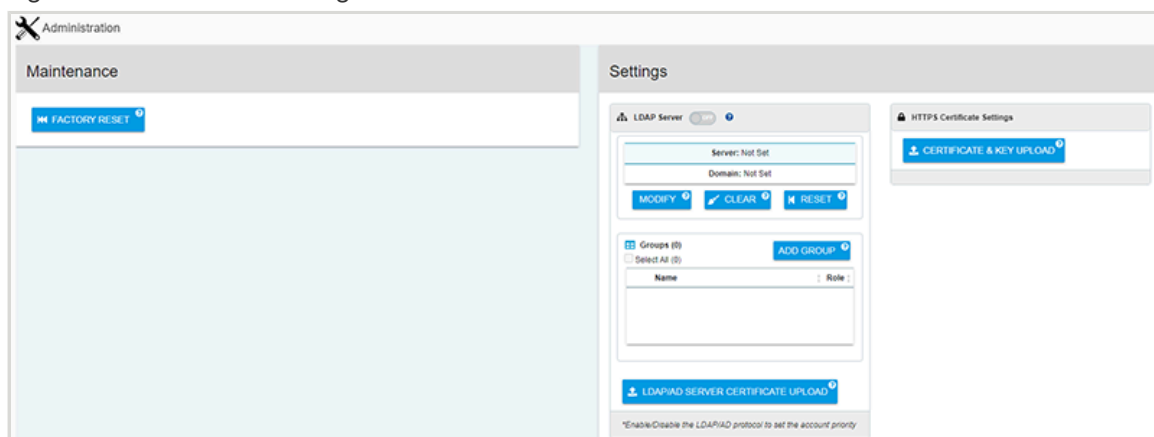 Administration
Maintenance
FACTORY RESET
Settings
LDAP Server
Server: Not Set
Domain: Not Set
MODIFY
CLEAR
RESET
Groups (0)
Select All (0)
ADD GROUP
Name
Role
LDAP/AD SERVER CERTIFICATE UPLOAD
*Enable/Disable the LDAP/AD protocol to set the account priority
HTTPS Certificate Settings
CERTIFICATE & KEY UPLOAD